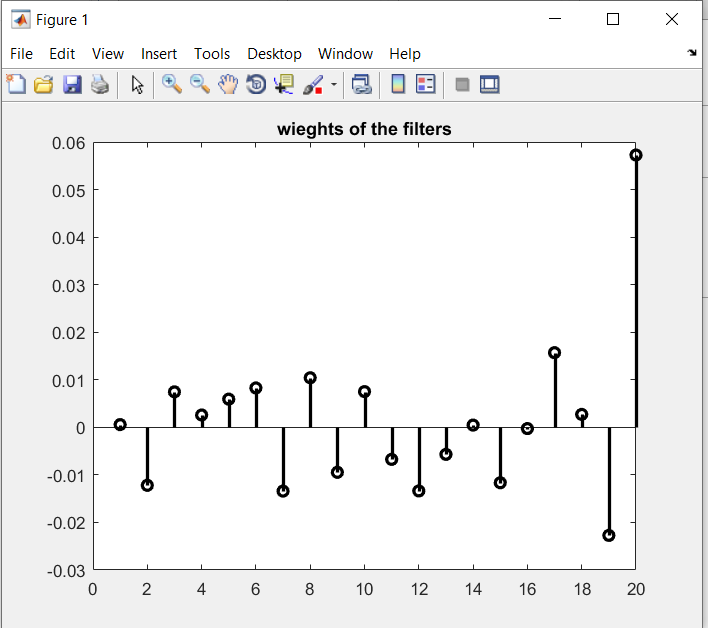 Figure 1
File Edit View Insert Tools Desktop Window Help
wieghts of the filters
0.06
0.05
0.04
0.03
0.02
0.01
0
-0.01
-0.02
-0.03
0 2 4 6 8 10 12 14 16 18 20